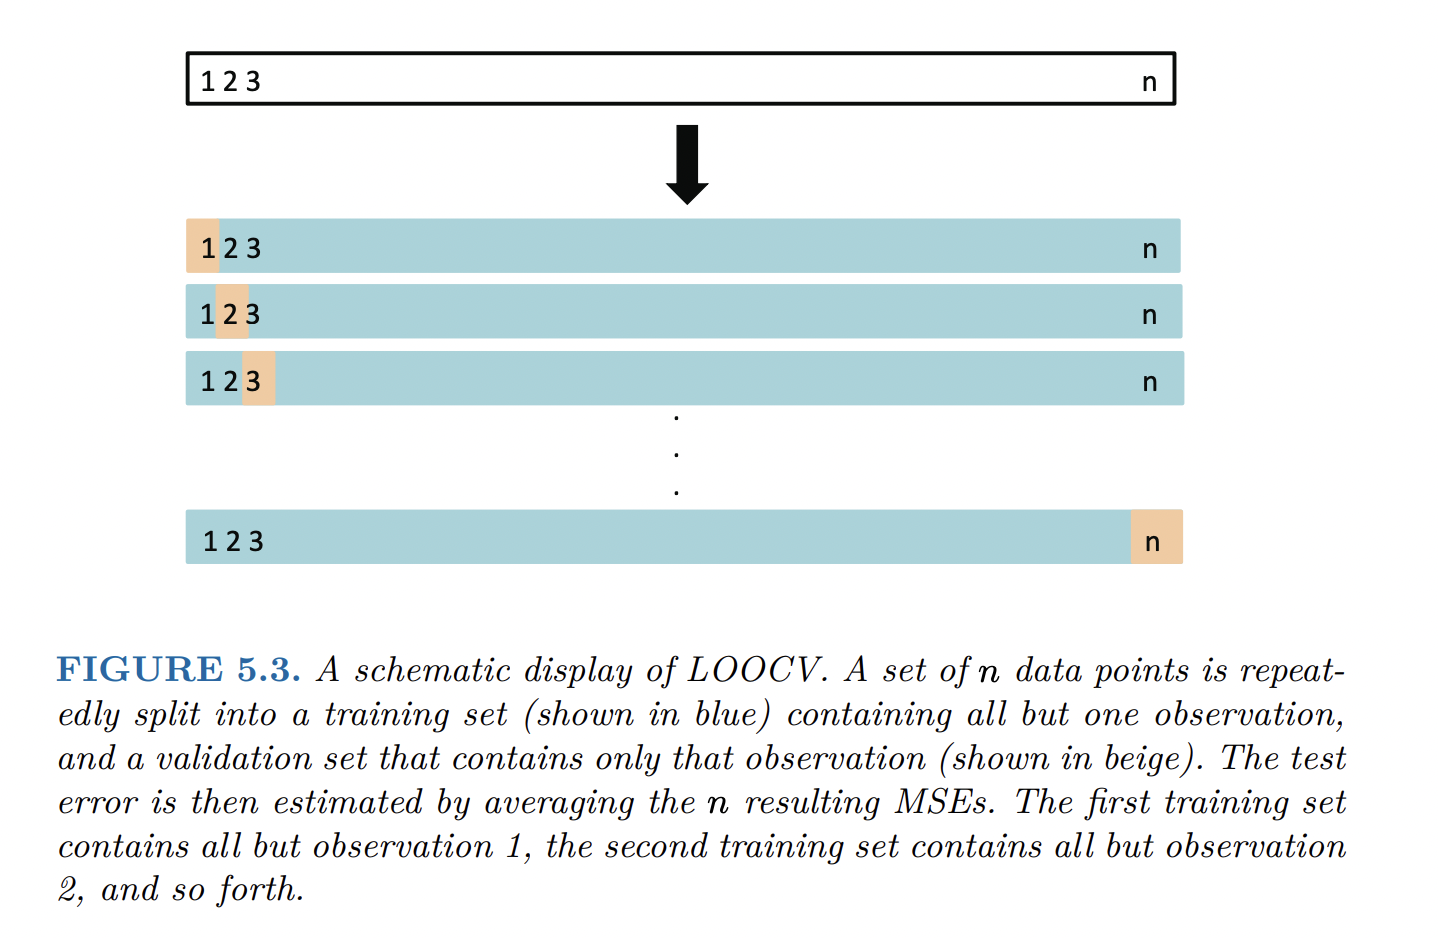 1 2 3 n
1 2 3 n
1 2 3 n
1 2 3 n
.
.
.
1 2 3 n
FIGURE 5.3. A schematic display of LOOCV. A set of n data points is repeat-
edly split into a training set (shown in blue) containing all but one observation,
and a validation set that contains only that observation (shown in beige). The test
error is then estimated by averaging the n resulting MSEs. The first training set
contains all but observation 1, the second training set contains all but observation
2, and so forth.